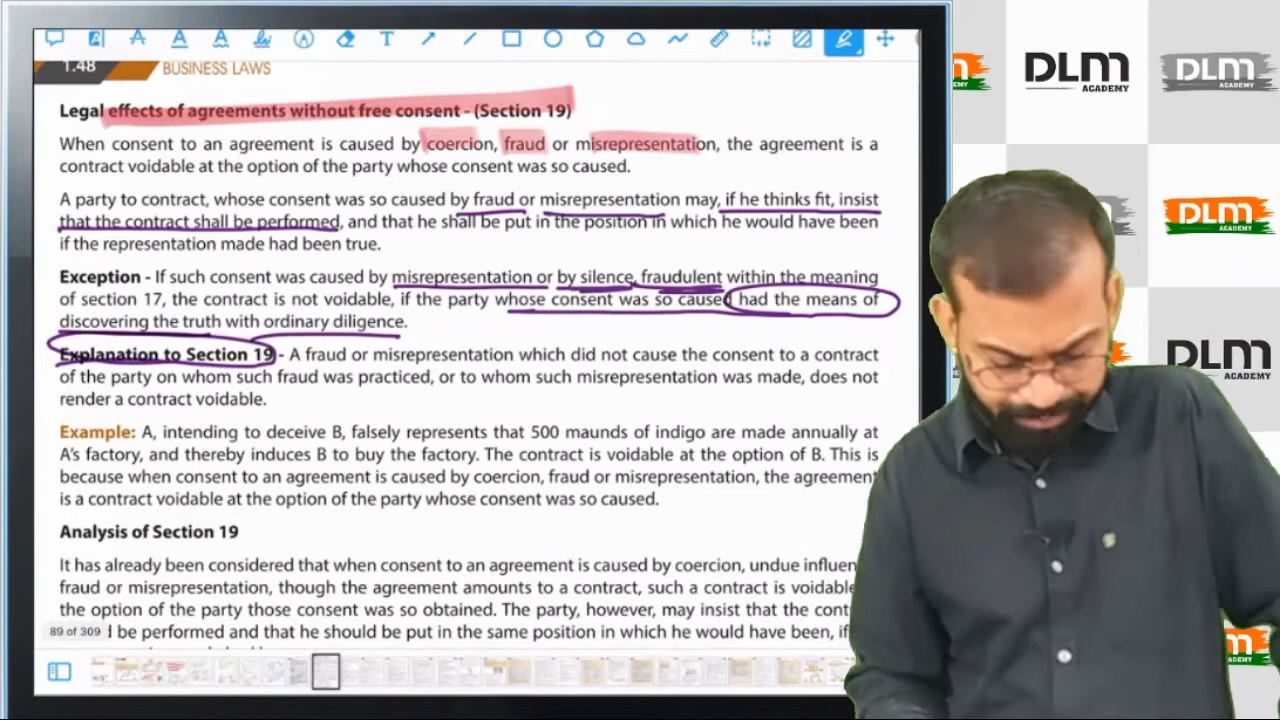 1.48 BUSINESS LAWS
Legal effects of agreements without free consent - (Section 19)
When consent to an agreement is caused by coercion, fraud or misrepresentation, the agreement is a
contract voidable at the option of the party whose consent was so caused.
A party to contract, whose consent was so caused by fraud or misrepresentation may, if he thinks fit, insist
that the contract shall be performed, and that he shall be put in the position in which he would have been
if the representation made had been true.
Exception - If such consent was caused by misrepresentation or by silence, fraudulent within the meaning
of section 17, the contract is not voidable, if the party whose consent was so caused had the means of
discovering the truth with ordinary diligence.
Explanation to Section 19 - A fraud or misrepresentation which did not cause the consent to a contract
of the party on whom such fraud was practiced, or to whom such misrepresentation was made, does not
render a contract voidable.
Example: A, intending to deceive B, falsely represents that 500 maunds of indigo are made annually at
A's factory, and thereby induces B to buy the factory. The contract is voidable at the option of B. This is
because when consent to an agreement is caused by coercion, fraud or misrepresentation, the agreement
is a contract voidable at the option of the party whose consent was so caused.
Analysis of Section 19
It has already been considered that when consent to an agreement is caused by coercion, undue influen
fraud or misrepresentation, though the agreement amounts to a contract, such a contract is voidable
the option of the party those consent was so obtained. The party, however, may insist that the cont
89 of 309 be performed and that he should be put in the same position in which he would have been, if
DLM
ACADEMY
DLM
ACADEMY
DLM
ACADEMY
DLM
ACADEMY
ACADEMY